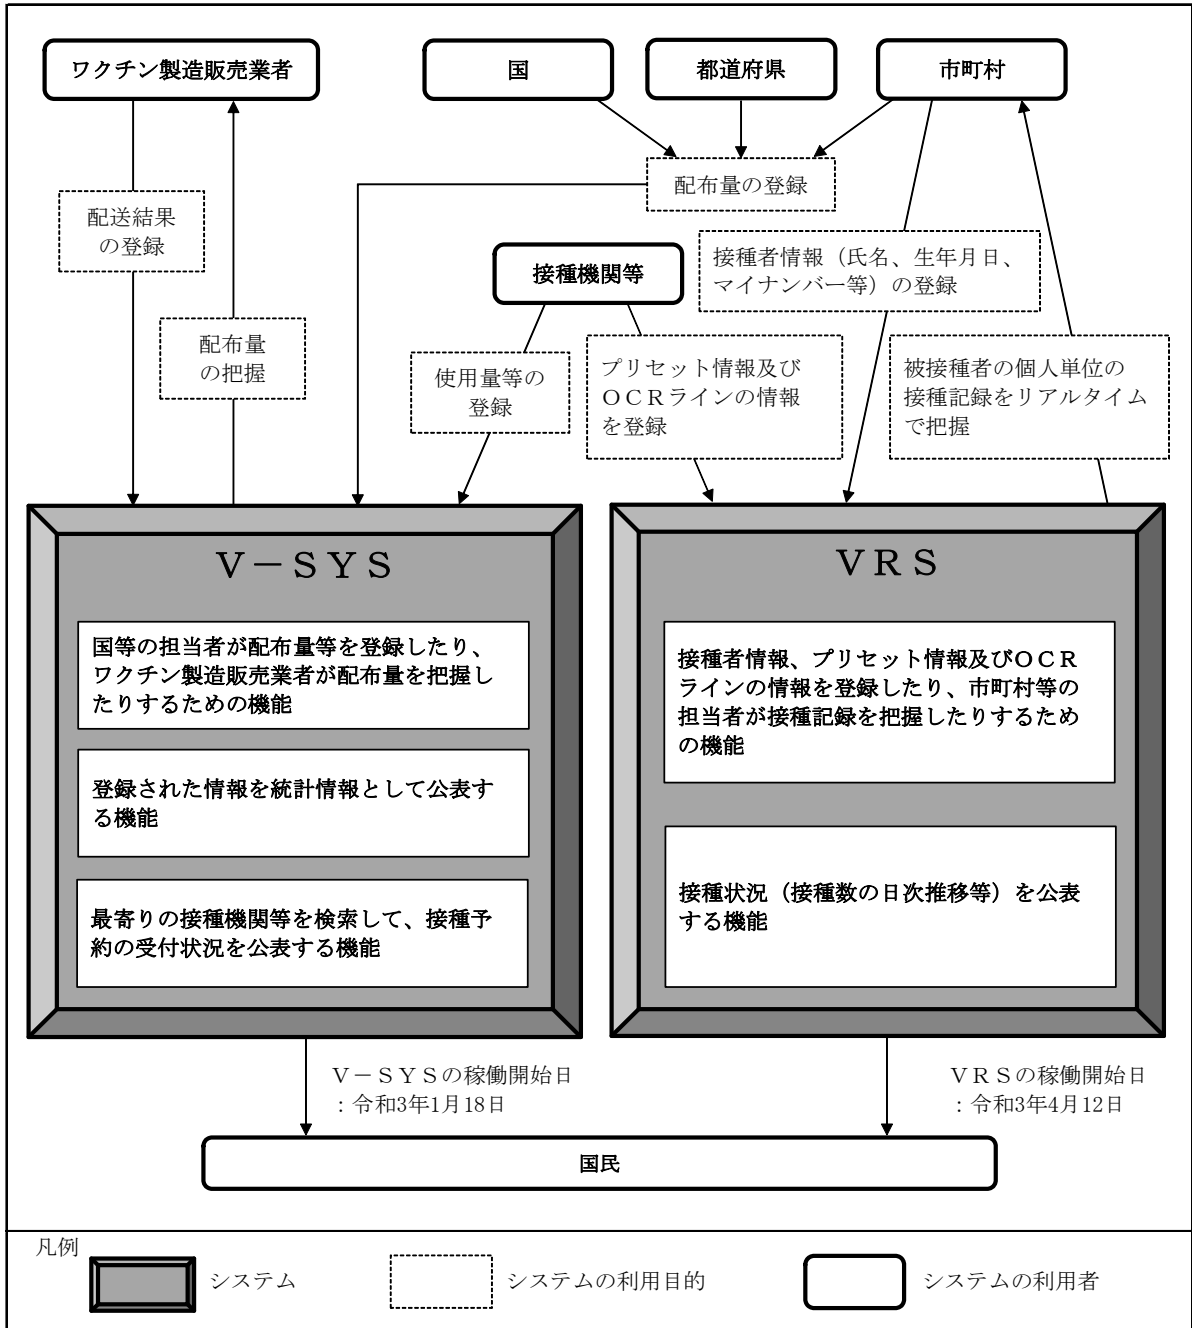 ワクチン製造販売業者
国
都道府県
市町村
配布量の登録
配送結果
の登録
接種者情報（氏名、生年月日、
マイナンバー等）の登録
接種機関等
配布量
の把握
使用量等の
登録
プリセット情報及び
ＯＣＲラインの情報
を登録
被接種者の個人単位の
接種記録をリアルタイム
で把握
Ｖ－ＳＹＳ
国等の担当者が配布量等を登録したり、
ワクチン製造販売業者が配布量を把握し
たりするための機能
登録された情報を統計情報として公表す
る機能
最寄りの接種機関等を検索して、接種予
約の受付状況を公表する機能
ＶＲＳ
接種者情報、プリセット情報及びＯＣＲ
ラインの情報を登録したり、市町村等の
担当者が接種記録を把握したりするため
の機能
接種状況（接種数の日次推移等）を公表
する機能
Ｖ－ＳＹＳの稼働開始日
：令和3年1月18日
ＶＲＳの稼働開始日
：令和3年4月12日
国民
凡例
システム
システムの利用目的
システムの利用者